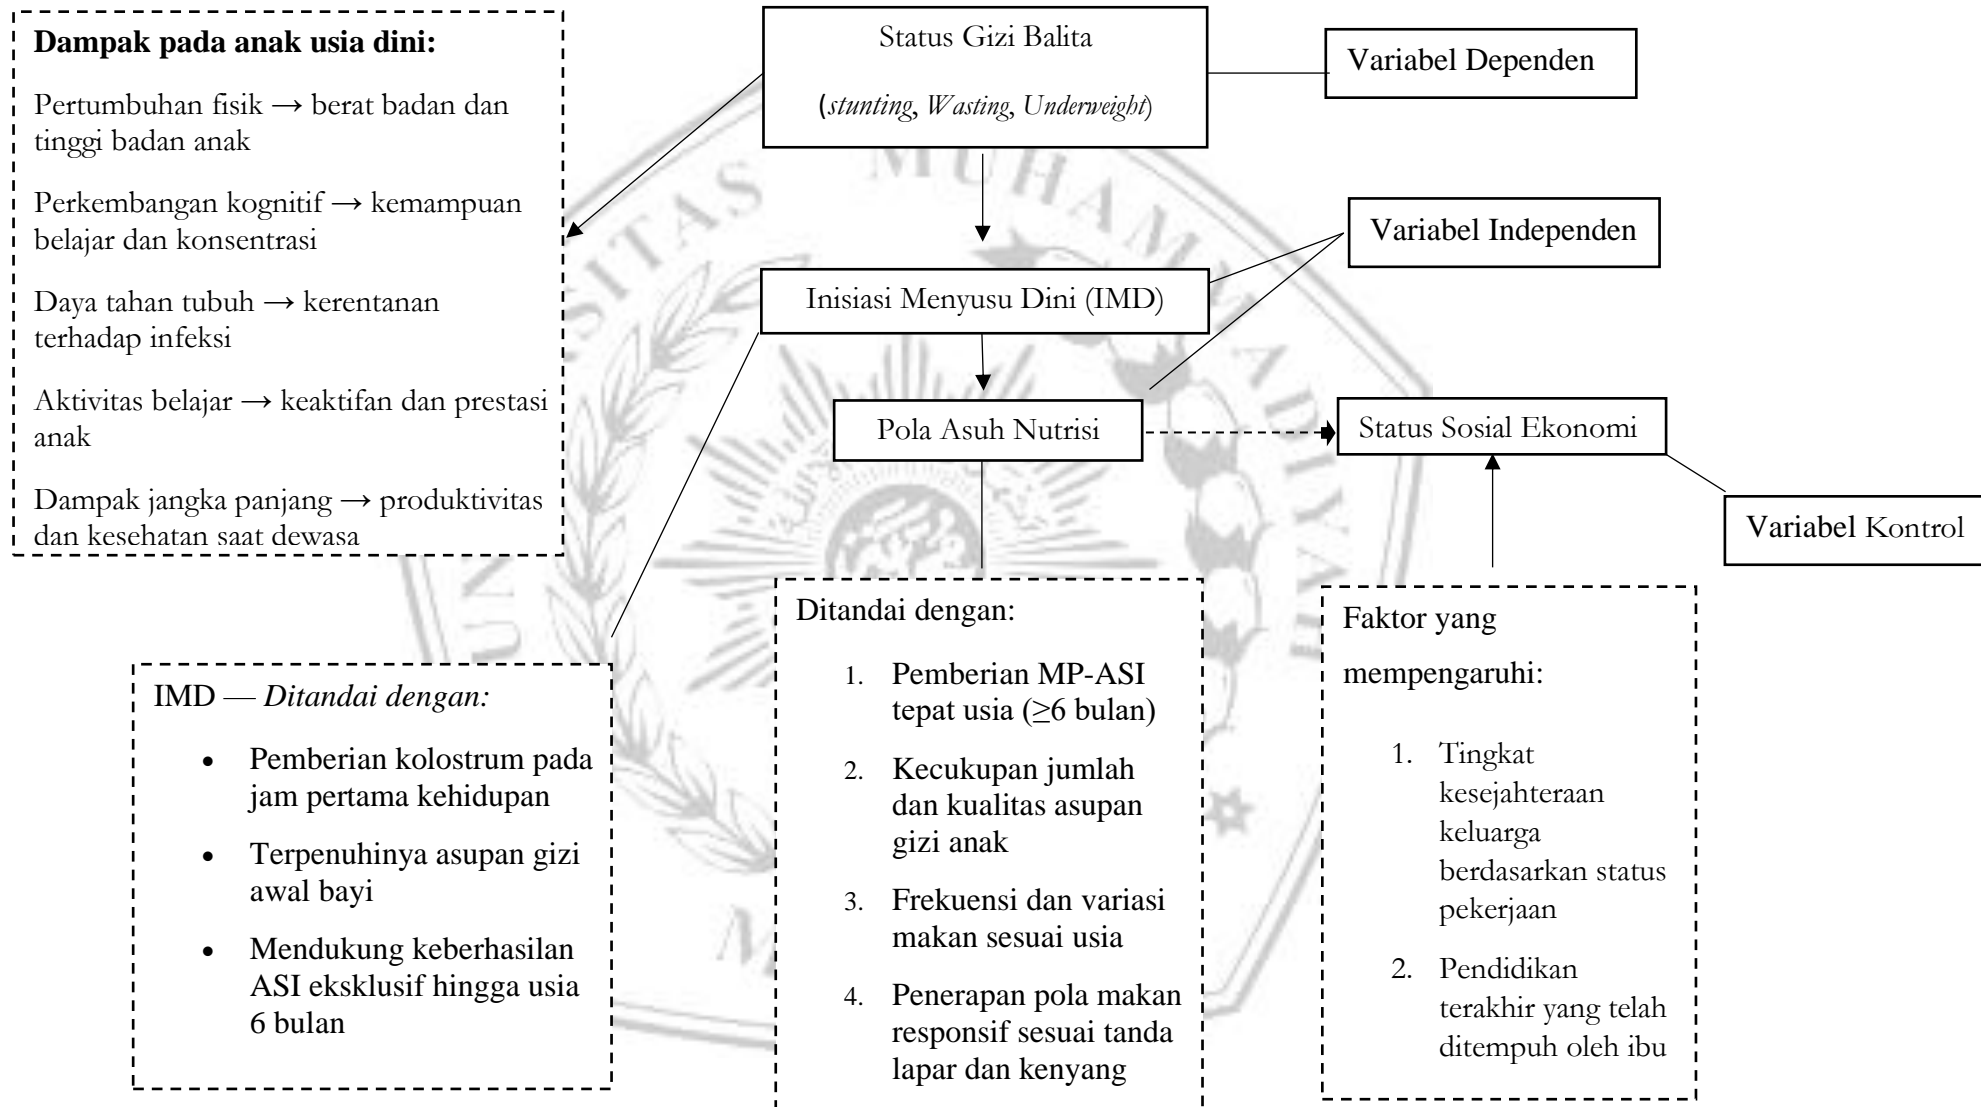 Dampak pada anak usia dini:
Pertumbuhan fisik → berat badan dan
tinggi badan anak
Perkembangan kognitif → kemampuan
belajar dan konsentrasi
Daya tahan tubuh → kerentanan
terhadap infeksi
Aktivitas belajar → keaktifan dan prestasi
anak
Dampak jangka panjang → produktivitas
dan kesehatan saat dewasa
Status Gizi Balita
(stunting, Wasting, Underweight)
Variabel Dependen
Variabel Independen
Inisiasi Menyusu Dini (IMD)
Pola Asuh Nutrisi
Status Sosial Ekonomi
Variabel Kontrol
IMD — Ditandai dengan:
• Pemberian kolostrum pada
jam pertama kehidupan
• Terpenuhinya asupan gizi
awal bayi
• Mendukung keberhasilan
ASI eksklusif hingga usia
6 bulan
Ditandai dengan:
1. Pemberian MP-ASI
tepat usia (≥6 bulan)
2. Kecukupan jumlah
dan kualitas asupan
gizi anak
3. Frekuensi dan variasi
makan sesuai usia
4. Penerapan pola makan
responsif sesuai tanda
lapar dan kenyang
Faktor yang
mempengaruhi:
1. Tingkat
kesejahteraan
keluarga
berdasarkan status
pekerjaan
2. Pendidikan
terakhir yang telah
ditempuh oleh ibu
MUHAMMADIYAH